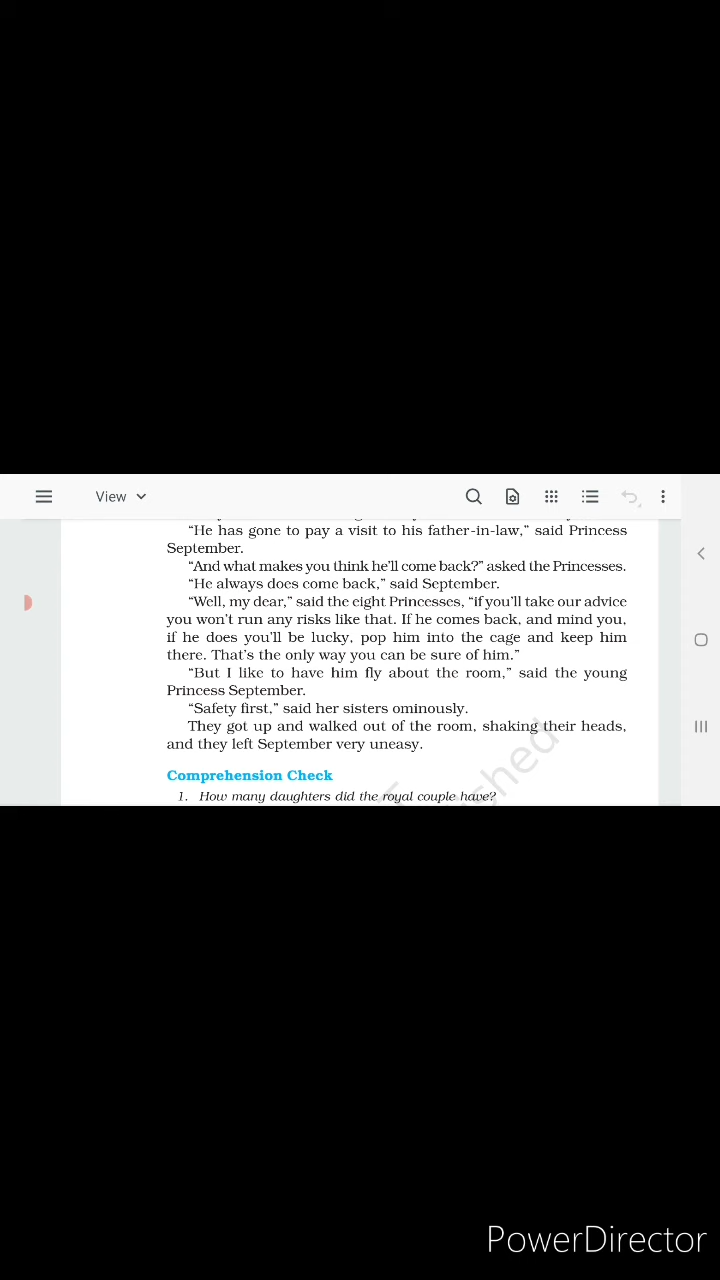 View
"He has gone to pay a visit to his father-in-law," said Princess
September.
"And what makes you think he'll come back?" asked the Princesses.
"He always does come back," said September.
"Well, my dear," said the eight Princesses, "if you'll take our advice
you won't run any risks like that. If he comes back, and mind you,
if he does you'll be lucky, pop him into the cage and keep him
there. That's the only way you can be sure of him."
"But I like to have him fly about the room," said the young
Princess September.
"Safety first," said her sisters ominously.
They got up and walked out of the room, shaking their heads,
and they left September very uneasy.
Comprehension Check
1. How many daughters did the royal couple have?
PowerDirector